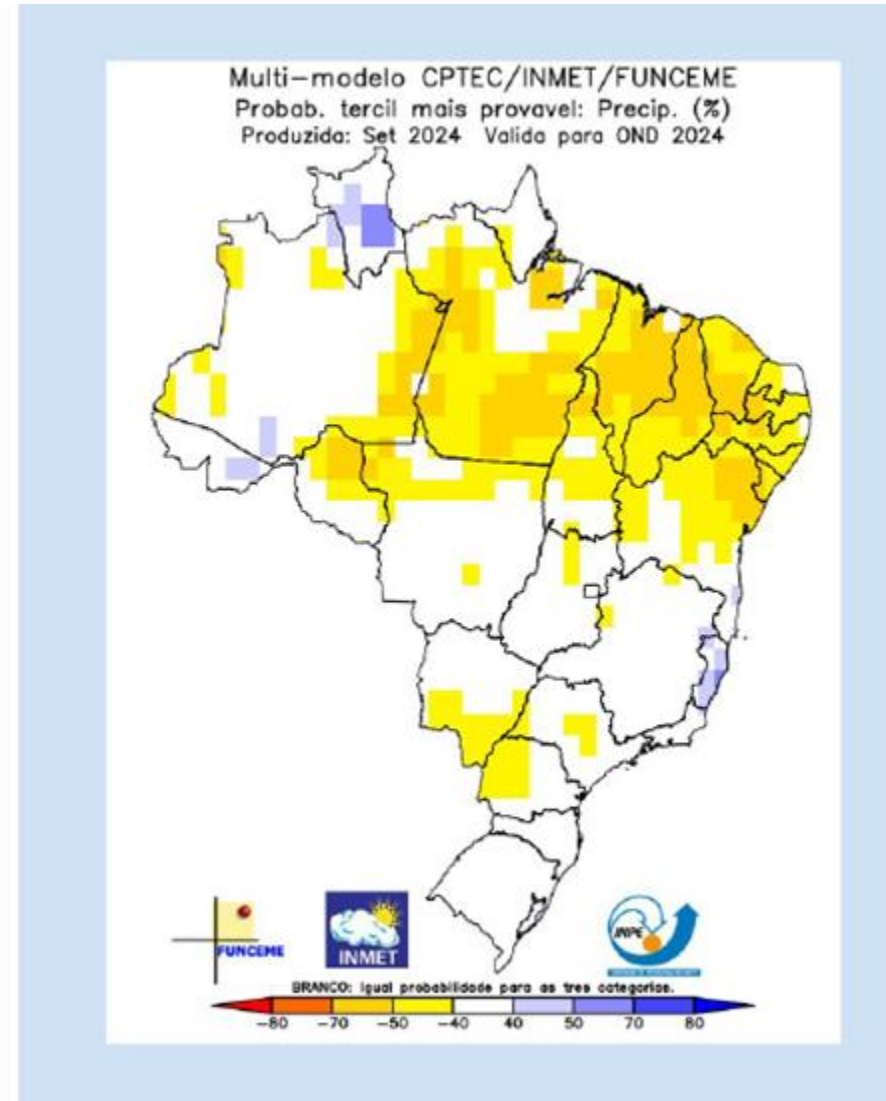 Multi-modelo CPTEC/INMET/FUNCEME
Probab. tercil mais provavel: Precip. (%)
Produzida: Set 2024 Valida para OND 2024
FUNCEME
INMET
INPE
BRANCO: Igual probabilidade para as tres categorias.
-80 -70 -50 -40 40 50 70 80